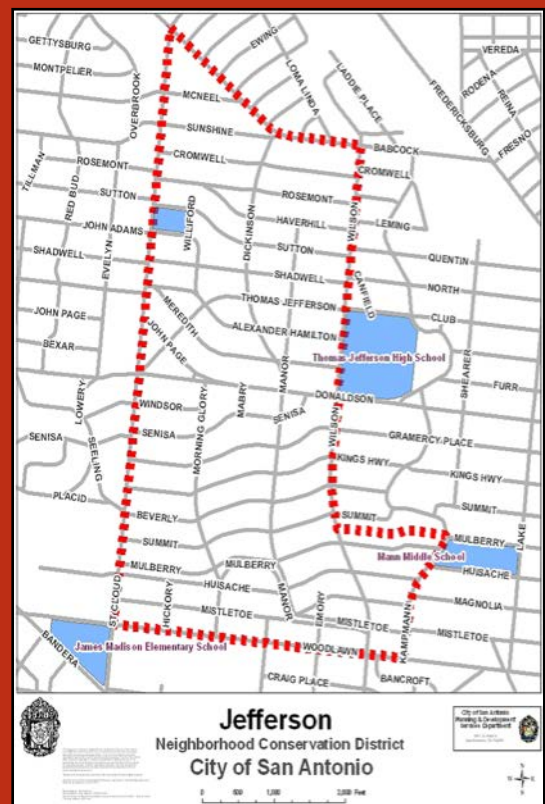 GETTYSBURG
EWING
VEREDA
MONTPELIER
LOMA LINDA
LADDIE PLACE
FREDERICKSBURG
RODENA
REINA
FRESNO
OVERBROOK
MCNEEL
SUNSHINE
BABCOCK
TILLMAN
RED BUD
ROSEMONT
CROMWELL
CROMWELL
SUTTON
WILLIFORD
DICKINSON
ROSEMONT
WILSON
LEMING
JOHN ADAMS
HAVERHILL
EVELYN
SUTTON
QUENTIN
SHADWELL
SHADWELL
CANFIELD
NORTH
MEREDITH
THOMAS JEFFERSON
CLUB
JOHN PAGE
JOHN PAGE
ALEXANDER HAMILTON
BEXAR
Thomas Jefferson High School
SHEARER
MANOR
FURR
LOWERY
WINDSOR
MORNING GLORY
MABRY
DONALDSON
SENISA
SENISA
SENISA
SEELING
WILSON
GRAMERCY PLACE
KINGS HWY
KINGS HWY
PLACID
BEVERLY
SUMMIT
SUMMIT
LAKE
SUMMIT
MULBERRY
Mann Middle School
MULBERRY
MULBERRY
HUISACHE
HUISACHE
ST CLOUD
HICKORY
MANOR
EMORY
MAGNOLIA
MISTLETOE
MISTLETOE
MISTLETOE
KAMPMANN
BANDERA
James Madison Elementary School
WOODLAWN
CRAIG PLACE
BANCROFT
Jefferson
Neighborhood Conservation District
City of San Antonio
City of San Antonio
Planning & Development
Services Department
0
500
1,000
2,000 Feet